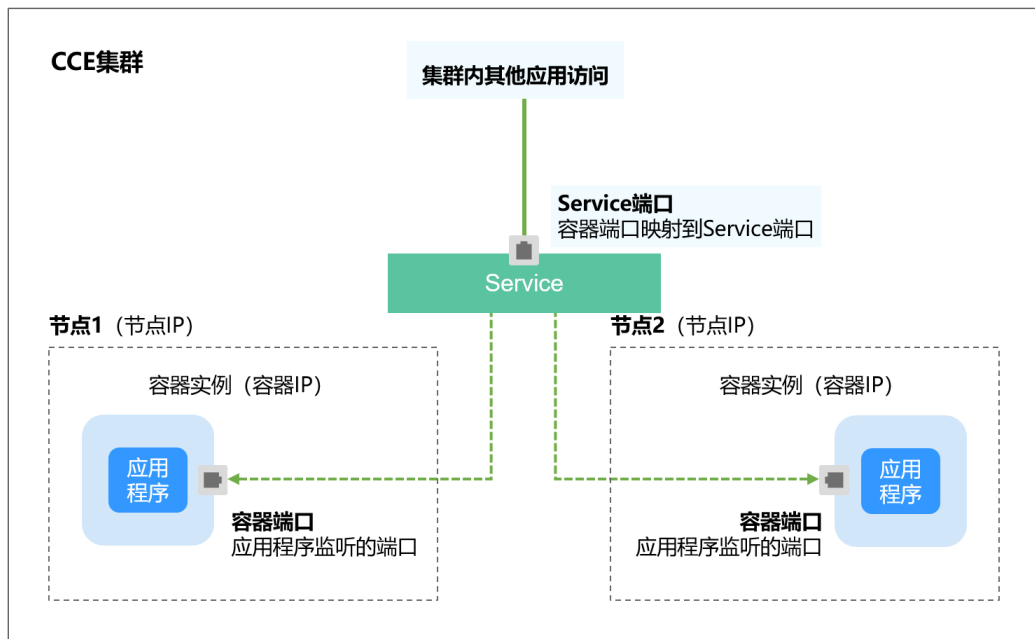 CCE集群
集群内其他应用访问
Service端口
容器端口映射到Service端口
Service
节点1（节点IP）
节点2（节点IP）
容器实例（容器IP）
容器实例（容器IP）
应用
程序
应用
程序
容器端口
应用程序监听的端口
容器端口
应用程序监听的端口